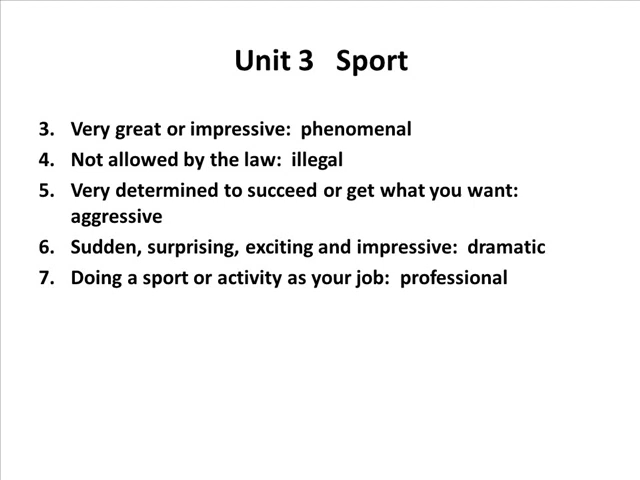 Unit 3 Sport
3. Very great or impressive: phenomenal
4. Not allowed by the law: illegal
5. Very determined to succeed or get what you want:
aggressive
6. Sudden, surprising, exciting and impressive: dramatic
7. Doing a sport or activity as your job: professional